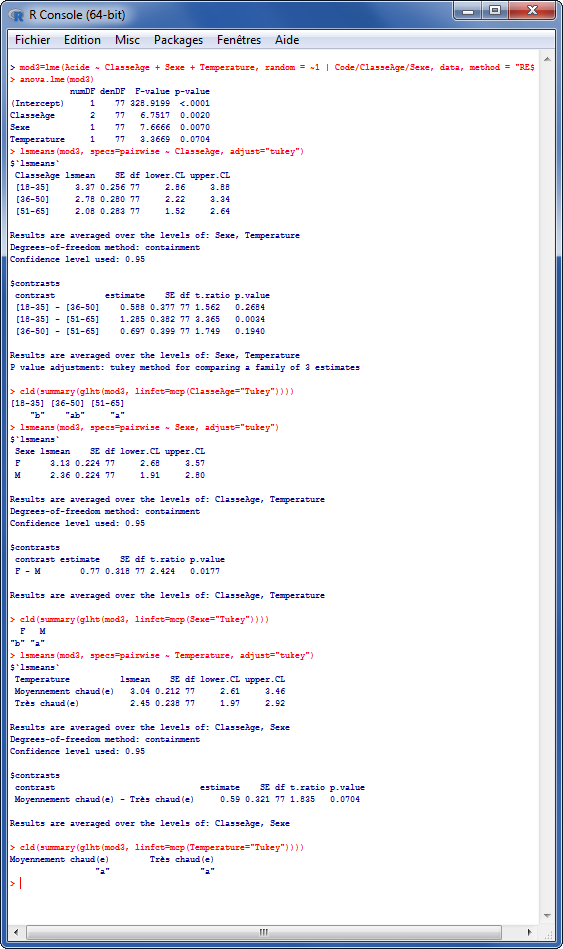 R Console (64-bit)
Fichier Edition Misc Packages Fenêtres Aide
> mod3=lme(Acide ~ ClasseAge + Sexe + Temperature, random = ~1 | Code/ClasseAge/Sexe, data, method = "RE$
> anova.lme(mod3)
numDF denDF F-value p-value
(Intercept) 1 77 328.9199 <.0001
ClasseAge 2 77 6.7517 0.0020
Sexe 1 77 7.6666 0.0070
Temperature 1 77 3.3669 0.0704
> lsmeans(mod3, specs=pairwise ~ ClasseAge, adjust="tukey")
$`lsmeans`
ClasseAge lsmean SE df lower.CL upper.CL
[18-35] 3.37 0.256 77 2.86 3.88
[36-50] 2.78 0.280 77 2.22 3.34
[51-65] 2.08 0.283 77 1.52 2.64
Results are averaged over the levels of: Sexe, Temperature
Degrees-of-freedom method: containment
Confidence level used: 0.95
$contrasts
contrast estimate SE df t.ratio p.value
[18-35] - [36-50] 0.588 0.377 77 1.562 0.2684
[18-35] - [51-65] 1.285 0.382 77 3.365 0.0034
[36-50] - [51-65] 0.697 0.399 77 1.749 0.1940
Results are averaged over the levels of: Sexe, Temperature
P value adjustment: tukey method for comparing a family of 3 estimates
> cld(summary(glht(mod3, linfct=mcp(ClasseAge="Tukey"))))
[18-35] [36-50] [51-65]
"b" "ab" "a"
> lsmeans(mod3, specs=pairwise ~ Sexe, adjust="tukey")
$`lsmeans`
Sexe lsmean SE df lower.CL upper.CL
F 3.13 0.224 77 2.68 3.57
M 2.36 0.224 77 1.91 2.80
Results are averaged over the levels of: ClasseAge, Temperature
Degrees-of-freedom method: containment
Confidence level used: 0.95
$contrasts
contrast estimate SE df t.ratio p.value
F - M 0.77 0.318 77 2.424 0.0177
Results are averaged over the levels of: ClasseAge, Temperature
> cld(summary(glht(mod3, linfct=mcp(Sexe="Tukey"))))
F M
"b" "a"
> lsmeans(mod3, specs=pairwise ~ Temperature, adjust="tukey")
$`lsmeans`
Temperature lsmean SE df lower.CL upper.CL
Moyennement chaud(e) 3.04 0.212 77 2.61 3.46
Très chaud(e) 2.45 0.238 77 1.97 2.92
Results are averaged over the levels of: ClasseAge, Sexe
Degrees-of-freedom method: containment
Confidence level used: 0.95
$contrasts
contrast estimate SE df t.ratio p.value
Moyennement chaud(e) - Très chaud(e) 0.59 0.321 77 1.835 0.0704
Results are averaged over the levels of: ClasseAge, Sexe
> cld(summary(glht(mod3, linfct=mcp(Temperature="Tukey"))))
Moyennement chaud(e) Très chaud(e)
"a" "a"
>